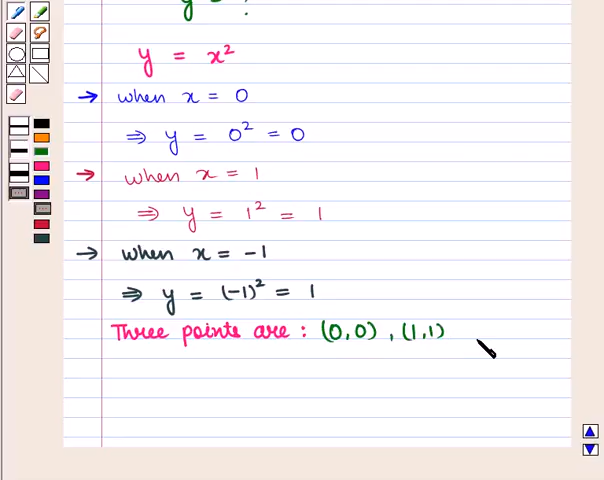 y = ?
y = x²
→ when x = 0
⇒ y = 0² = 0
→ when x = 1
⇒ y = 1² = 1
→ when x = -1
⇒ y = (-1)² = 1
Three points are : (0,0) , (1,1)